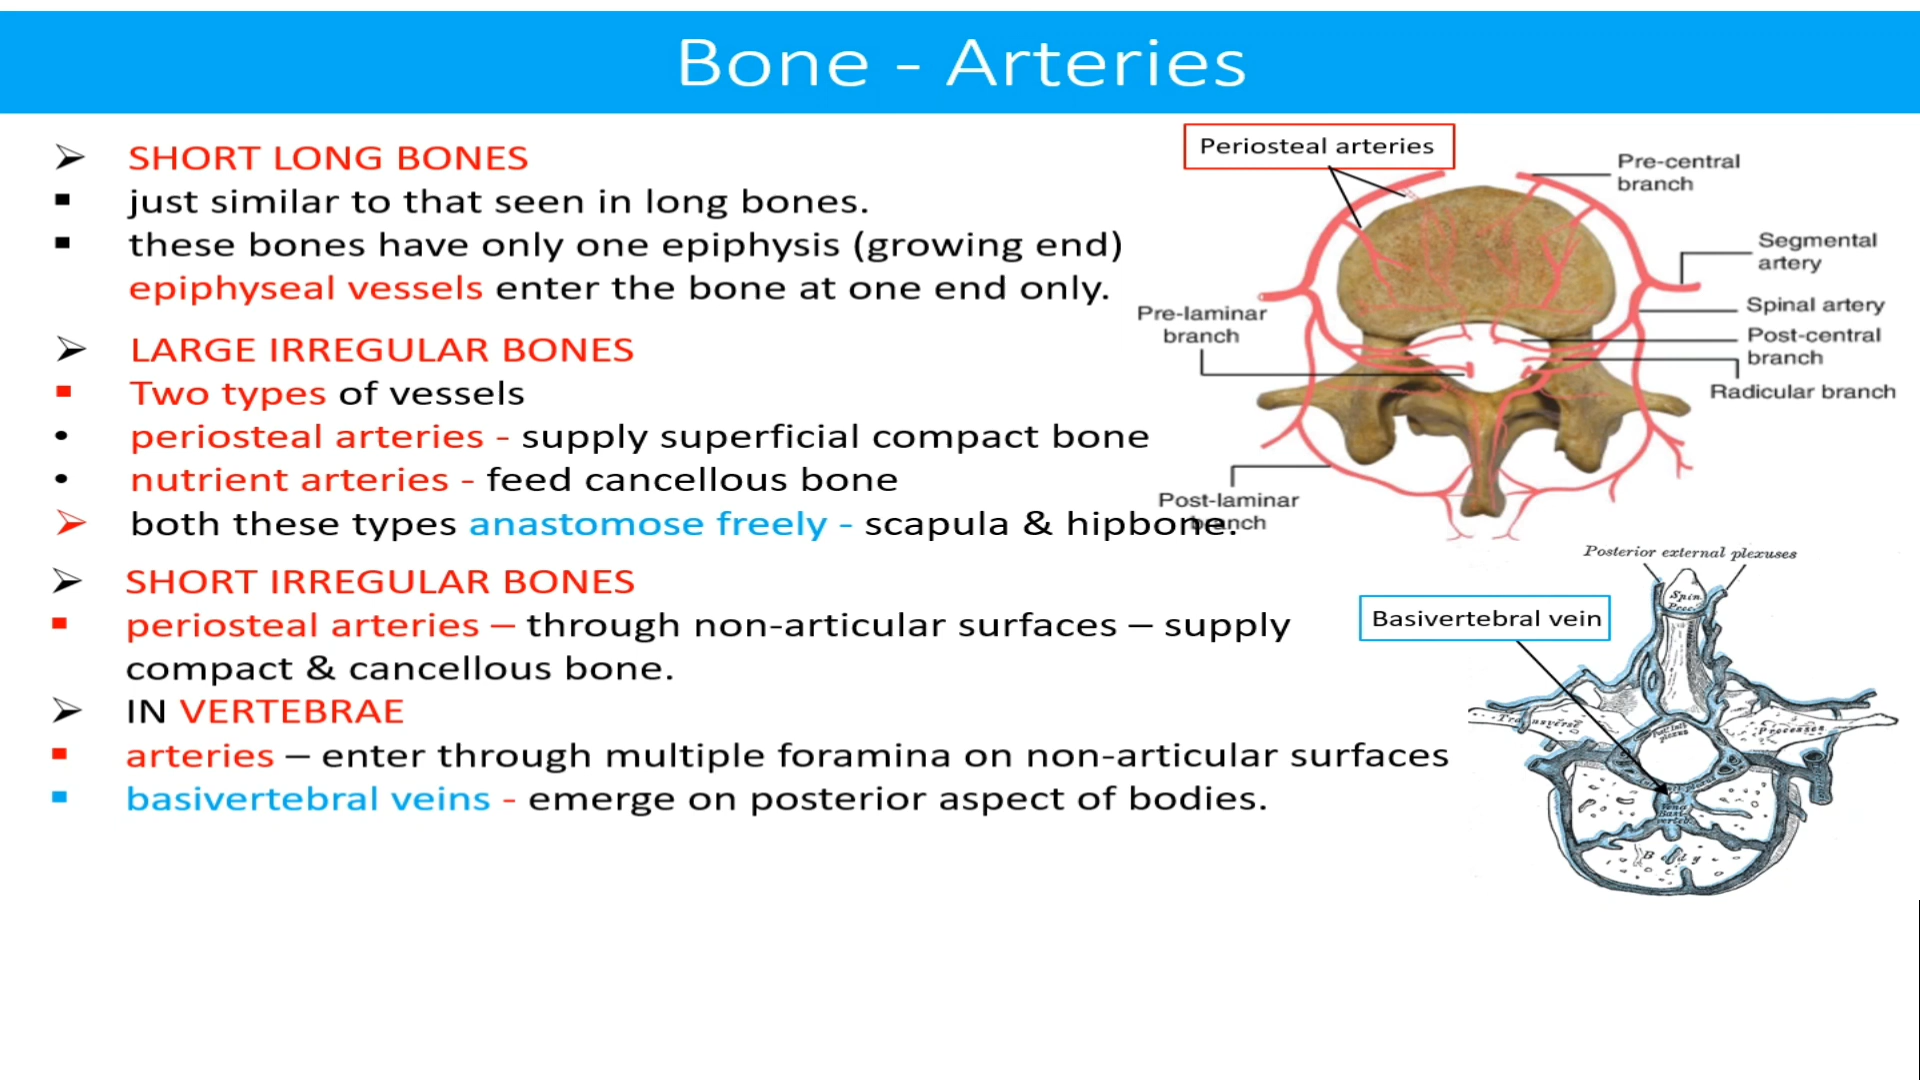 Bone - Arteries
➢ SHORT LONG BONES
▪ just similar to that seen in long bones.
▪ these bones have only one epiphysis (growing end)
epiphyseal vessels enter the bone at one end only.
➢ LARGE IRREGULAR BONES
▪ Two types of vessels
• periosteal arteries - supply superficial compact bone
• nutrient arteries - feed cancellous bone
➢ both these types anastomose freely - scapula & hipbone.
➢ SHORT IRREGULAR BONES
▪ periosteal arteries – through non-articular surfaces – supply
compact & cancellous bone.
➢ IN VERTEBRAE
▪ arteries – enter through multiple foramina on non-articular surfaces
▪ basivertebral veins - emerge on posterior aspect of bodies.
Periosteal arteries
Pre-central
branch
Segmental
artery
Spinal artery
Post-central
branch
Radicular branch
Pre-laminar
branch
Post-laminar
branch
Posterior external plexuses
Basivertebral vein
Spin.
Proc.
Transverse
Processes
Body